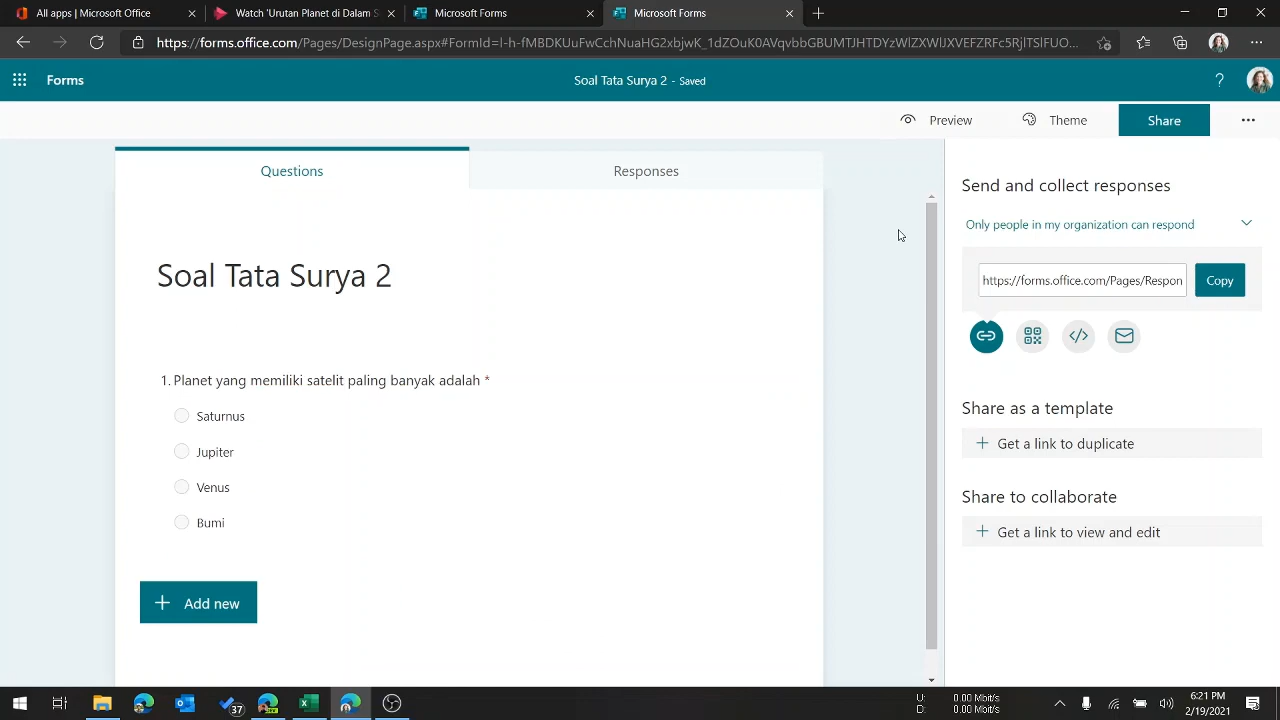 All apps | Microsoft Office
Watch 'Urutan Planet di Dalam S
Microsoft Forms
Microsoft Forms
https://forms.office.com/Pages/DesignPage.aspx#FormId=l-h-fMBDKUuFwCchNuaHG2xbjwK_1dZOuK0AVqvbbGBUMTJHTDYzWlZXWlJXVEFZRFc5RjlTSlFUO...
Forms
Soal Tata Surya 2 - Saved
?
Preview
Theme
Share
Questions
Responses
Soal Tata Surya 2
1. Planet yang memiliki satelit paling banyak adalah *
Saturnus
Jupiter
Venus
Bumi
Add new
Send and collect responses
Only people in my organization can respond
https://forms.office.com/Pages/Respon
Copy
Share as a template
Get a link to duplicate
Share to collaborate
Get a link to view and edit
37
U: 0.00 Mbit/s
D: 0.00 Mbit/s
6:21 PM
2/19/2021